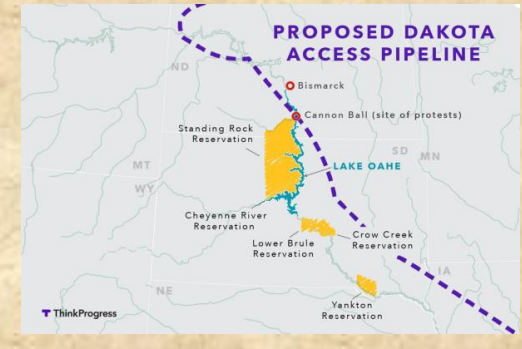 PROPOSED DAKOTA
ACCESS PIPELINE
ND
Bismarck
Cannon Ball (site of protests)
Standing Rock
Reservation
SD
MN
MT
LAKE OAHE
WY
Cheyenne River
Reservation
Lower Brule
Reservation
Crow Creek
Reservation
IA
NE
Yankton
Reservation
T ThinkProgress